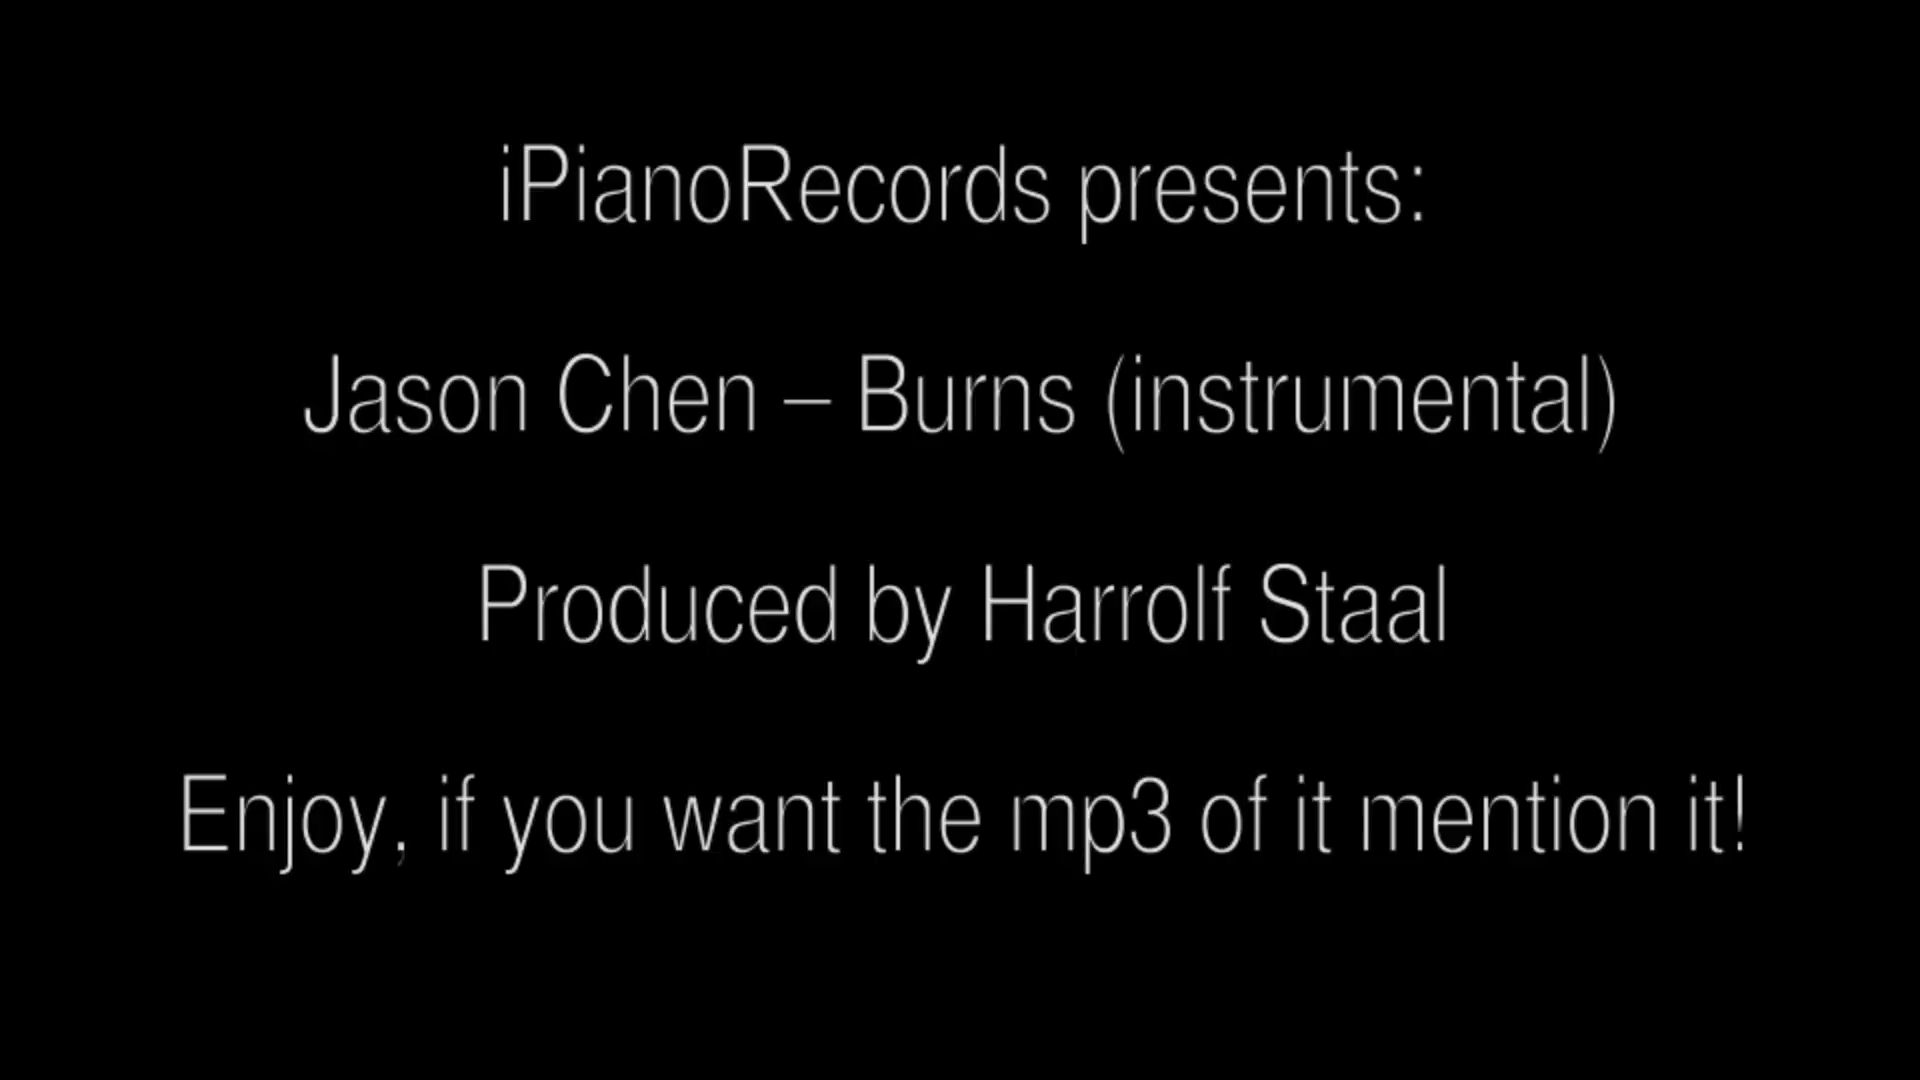 iPianoRecords presents:
Jason Chen – Burns (instrumental)
Produced by Harrolf Staal
Enjoy, if you want the mp3 of it mention it!